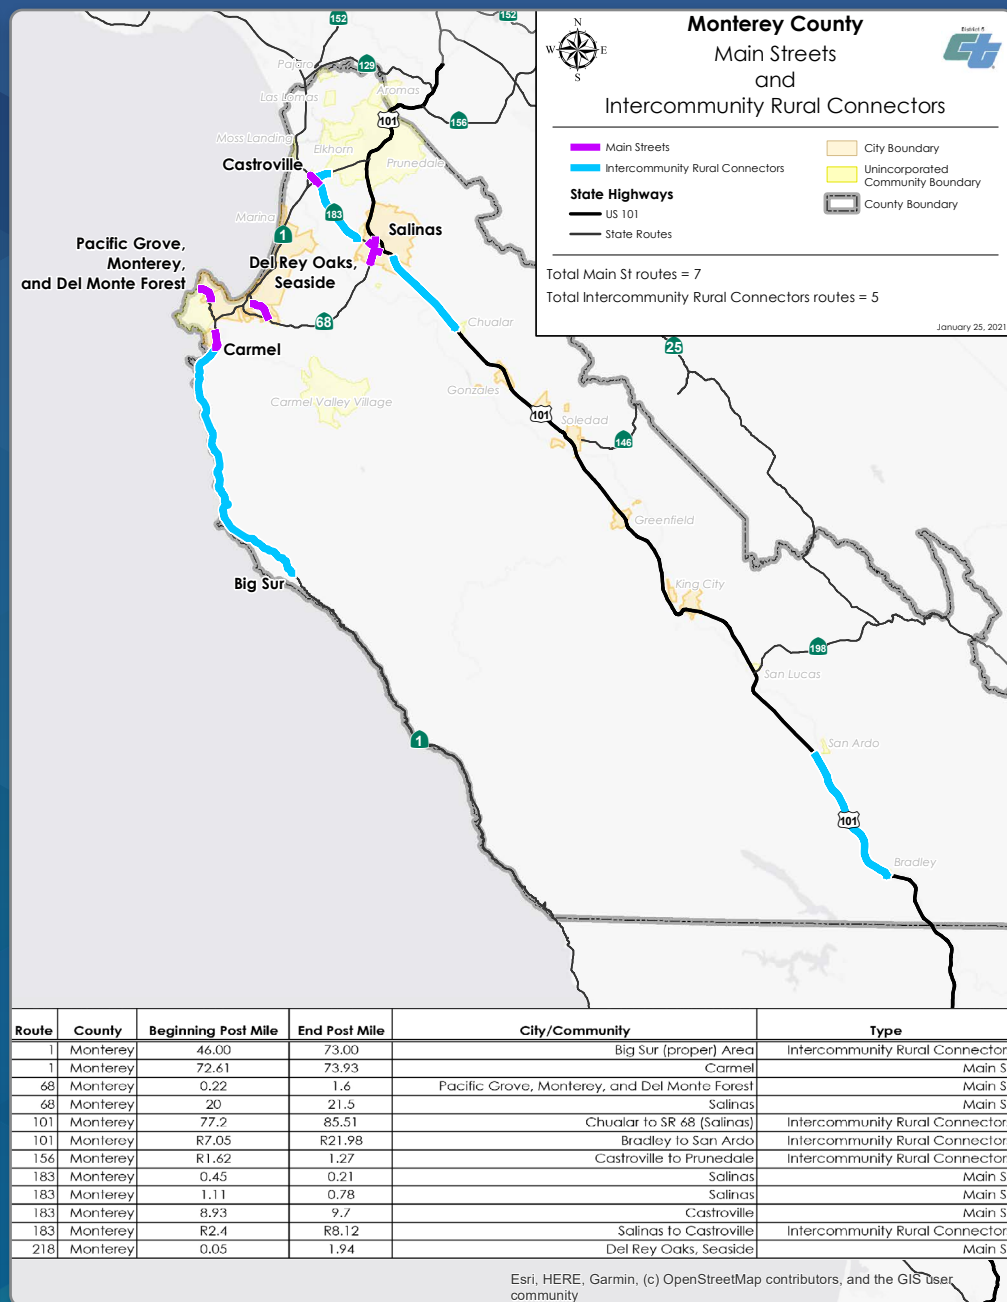 152
152
Monterey County
Main Streets
and
Intercommunity Rural Connectors
N
W
E
S
District 5
Main Streets
Intercommunity Rural Connectors
State Highways
US 101
State Routes
City Boundary
Unincorporated
Community Boundary
County Boundary
Total Main St routes = 7
Total Intercommunity Rural Connectors routes = 5
January 25, 2021
Pajaro
129
Las Lomas
Aromas
101
156
Moss Landing
Elkhorn
Castroville
Prunedale
183
Marina
1
Salinas
Pacific Grove,
Monterey,
and Del Monte Forest
Del Rey Oaks,
Seaside
68
Chualar
Carmel
25
Carmel Valley Village
Gonzales
101
Soledad
146
Greenfield
Big Sur
King City
198
San Lucas
1
San Ardo
101
Bradley
Route County Beginning Post Mile End Post Mile City/Community Type
1 Monterey 46.00 73.00 Big Sur (proper) Area Intercommunity Rural Connector
1 Monterey 72.61 73.93 Carmel Main S
68 Monterey 0.22 1.6 Pacific Grove, Monterey, and Del Monte Forest Main S
68 Monterey 20 21.5 Salinas Main S
101 Monterey 77.2 85.51 Chualar to SR 68 (Salinas) Intercommunity Rural Connector
101 Monterey R7.05 R21.98 Bradley to San Ardo Intercommunity Rural Connector
156 Monterey R1.62 1.27 Castroville to Prunedale Intercommunity Rural Connector
183 Monterey 0.45 0.21 Salinas Main S
183 Monterey 1.11 0.78 Salinas Main S
183 Monterey 8.93 9.7 Castroville Main S
183 Monterey R2.4 R8.12 Salinas to Castroville Intercommunity Rural Connector
218 Monterey 0.05 1.94 Del Rey Oaks, Seaside Main S
Esri, HERE, Garmin, (c) OpenStreetMap contributors, and the GIS user
community